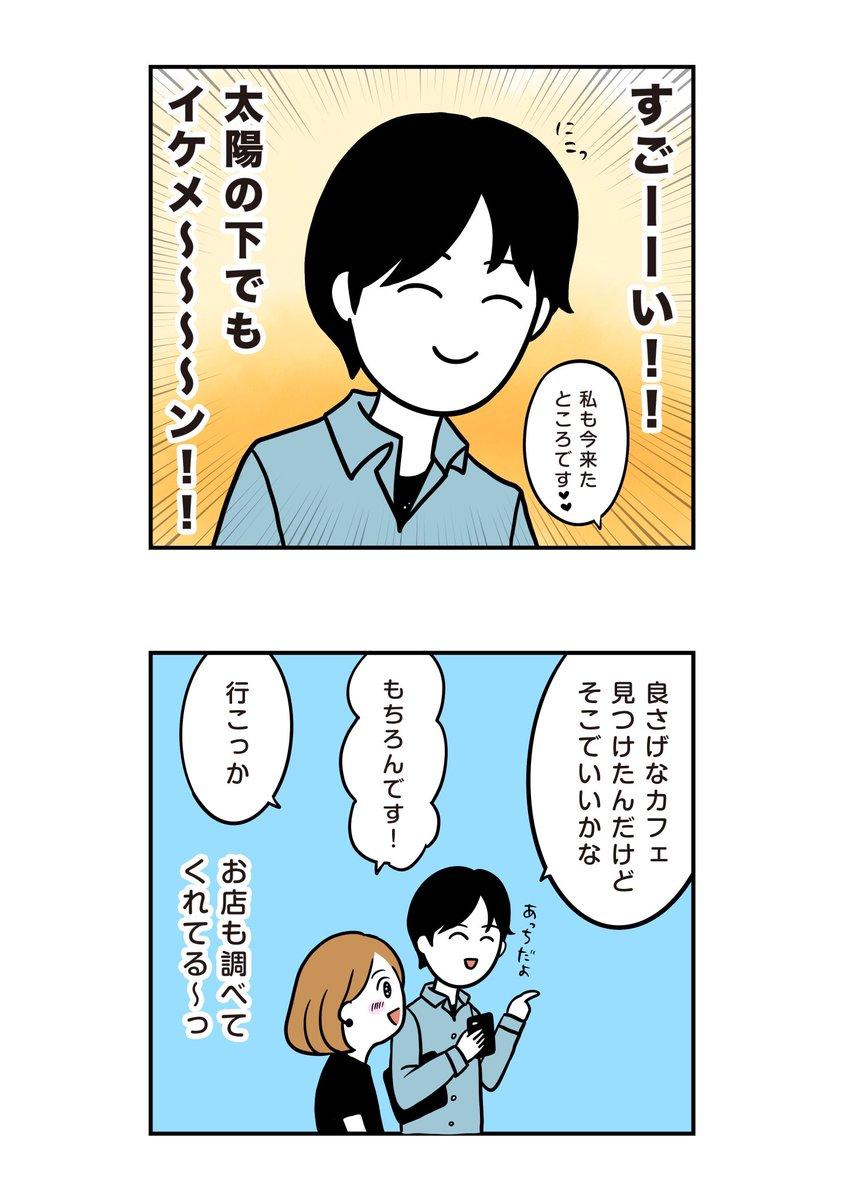 すごーーい！！
にこっ
私も今来た
ところです♥♥
太陽の下でも
イケメ〜〜〜〜ン！！
良さげなカフェ
見つけたんだけど
そこでいいかな
あっちだよ
もちろんです！
行こっか
お店も調べて
くれてる〜っ